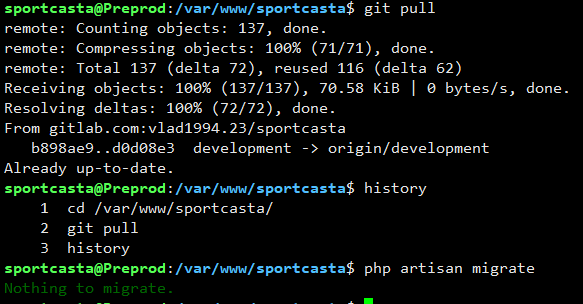 sportcasta@Preprod:/var/www/sportcasta$ git pull
remote: Counting objects: 137, done.
remote: Compressing objects: 100% (71/71), done.
remote: Total 137 (delta 72), reused 116 (delta 62)
Receiving objects: 100% (137/137), 70.58 KiB | 0 bytes/s, done.
Resolving deltas: 100% (72/72), done.
From gitlab.com:vlad1994.23/sportcasta
   b898ae9..d0d08e3  development -> origin/development
Already up-to-date.
sportcasta@Preprod:/var/www/sportcasta$ history
    1  cd /var/www/sportcasta/
    2  git pull
    3  history
sportcasta@Preprod:/var/www/sportcasta$ php artisan migrate
Nothing to migrate.